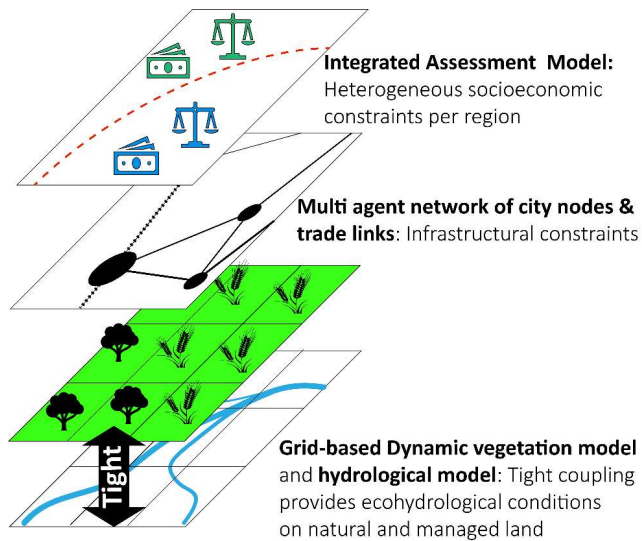 Integrated Assessment Model:
Heterogeneous socioeconomic
constraints per region
Multi agent network of city nodes &
trade links: Infrastructural constraints
Tight
Grid-based Dynamic vegetation model
and hydrological model: Tight coupling
provides ecohydrological conditions
on natural and managed land